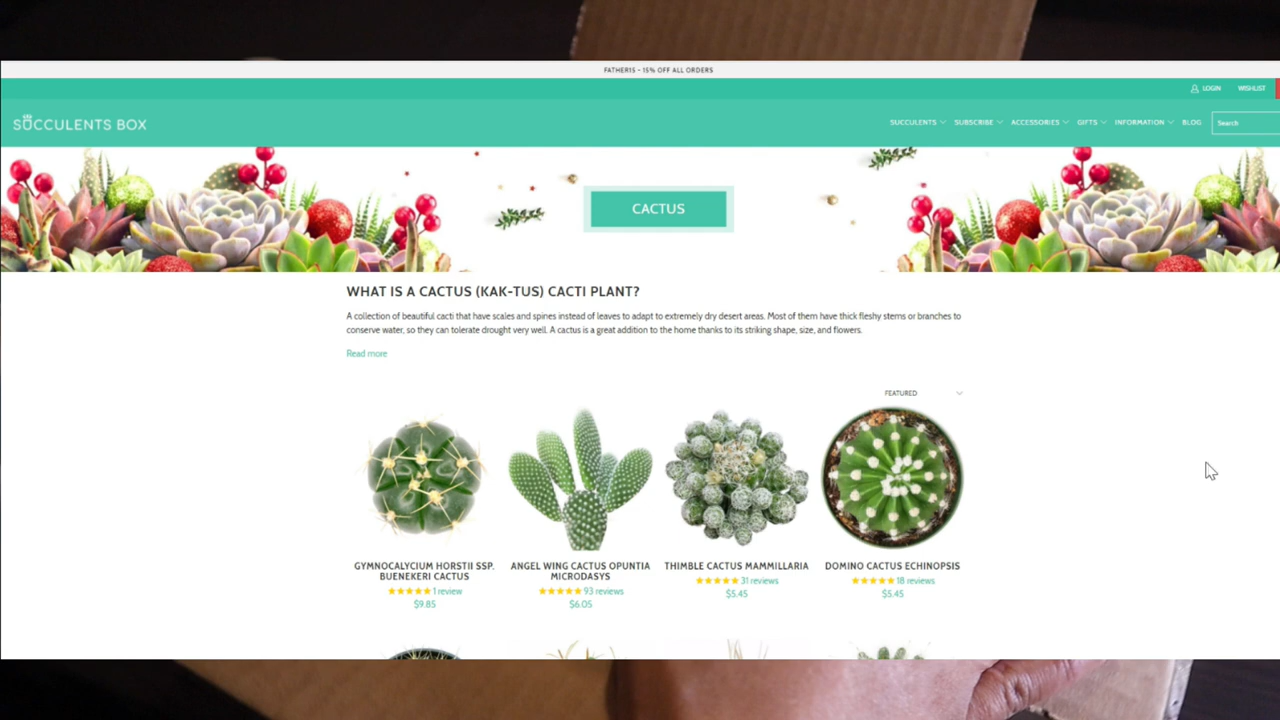 FATHER15 - 15% OFF ALL ORDERS
LOGIN WISHLIST
SUCCULENTS BOX
SUCCULENTS SUBSCRIBE ACCESSORIES GIFTS INFORMATION BLOG Search
CACTUS
WHAT IS A CACTUS (KAK-TUS) CACTI PLANT?
A collection of beautiful cacti that have scales and spines instead of leaves to adapt to extremely dry desert areas. Most of them have thick fleshy stems or branches to
conserve water, so they can tolerate drought very well. A cactus is a great addition to the home thanks to its striking shape, size, and flowers.
Read more
FEATURED
GYMNOCALYCIUM HORSTII SSP.
BUENEKERI CACTUS
1 review
$9.85
ANGEL WING CACTUS OPUNTIA
MICRODASYS
93 reviews
$6.05
THIMBLE CACTUS MAMMILLARIA
31 reviews
$5.45
DOMINO CACTUS ECHINOPSIS
18 reviews
$5.45